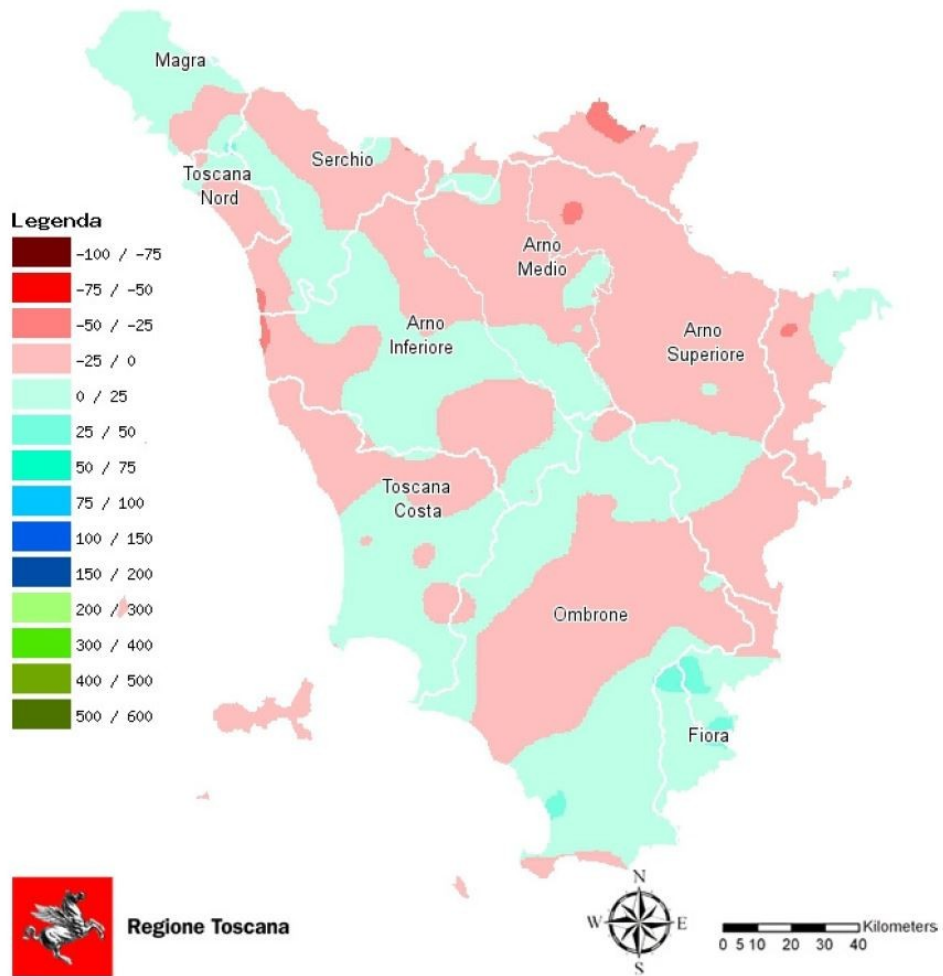 Magra
Serchio
Toscana
Nord
Legenda
-100 / -75
-75 / -50
-50 / -25
-25 / 0
0 / 25
25 / 50
50 / 75
75 / 100
100 / 150
150 / 200
200 / 300
300 / 400
400 / 500
500 / 600
Arno
Medio
Arno
Inferiore
Arno
Superiore
Toscana
Costa
Ombrone
Fiora
Regione Toscana
N
W E
S
Kilometers
0 5 10 20 30 40